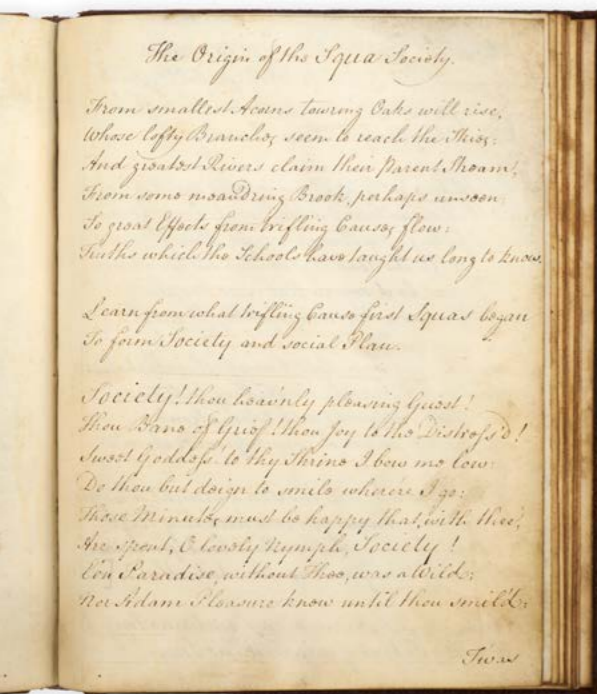 The Origin of the Squa Society.
From smallest Acorns towring Oaks will rise,
Whose lofty Branches seem to reach the Skies:
And greatest Rivers claim their Parent Stream,
From some meandring Brook, perhaps unseen
So great Effects from trifling Causes flow:
Truths which the Schools have taught us long to know.
Learn from what trifling Cause first Squas began
To form Society and social Plan.
Society! thou heav'nly pleasing Guest!
Thou Bane of Grief! thou Joy to the Distress'd!
Sweet Goddess! to thy Shrine I bow me low:
Do thou but deign to smile where'ere I go:
Those Minutes must be happy that, with thee,
Are spent, O lovely Nymph, Society!
E'en Paradise, without Thee, was a Wild;
Nor Adam Pleasure knew until thou smil'd:
Twas